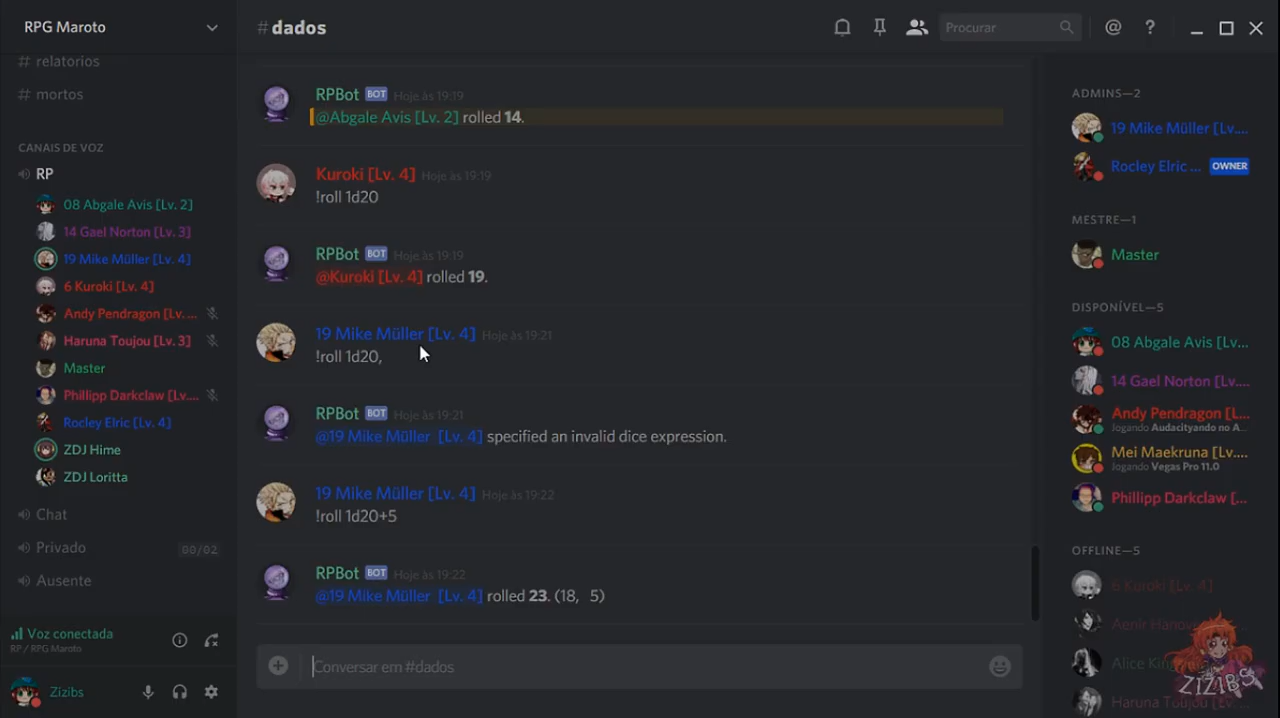 RPG Maroto
# relatorios
# mortos
CANAIS DE VOZ
RP
08 Abgale Avis [Lv. 2]
14 Gael Norton [Lv. 3]
19 Mike Müller [Lv. 4]
6 Kuroki [Lv. 4]
Andy Pendragon [Lv. ...
Haruna Toujou [Lv. 3]
Master
Phillipp Darkclaw [Lv....
Rocley Elric [Lv. 4]
ZDJ Hime
ZDJ Loritta
Chat
Privado 00/02
Ausente
Voz conectada
RP / RPG Maroto
Zizibs
#dados
Procurar
RPBot BOT Hoje às 19:19
@Abgale Avis [Lv. 2] rolled 14.
Kuroki [Lv. 4] Hoje às 19:19
!roll 1d20
RPBot BOT Hoje às 19:19
@Kuroki [Lv. 4] rolled 19.
19 Mike Müller [Lv. 4] Hoje às 19:21
!roll 1d20,
RPBot BOT Hoje às 19:21
@19 Mike Müller [Lv. 4] specified an invalid dice expression.
19 Mike Müller [Lv. 4] Hoje às 19:22
!roll 1d20+5
RPBot BOT Hoje às 19:22
@19 Mike Müller [Lv. 4] rolled 23. (18, 5)
Conversar em #dados
ADMINS—2
19 Mike Müller [Lv....
Rocley Elric ... OWNER
MESTRE—1
Master
DISPONÍVEL—5
08 Abgale Avis [Lv...
14 Gael Norton [Lv....
Andy Pendragon [L...
Jogando Audacityando no A...
Mei Maekruna [Lv....
Jogando Vegas Pro 11.0
Phillipp Darkclaw [...
OFFLINE—5
6 Kuroki [Lv. 4]
Aenir Hanov
Alice Kin
Haruna Toujou [Lv...
ZIZIBS